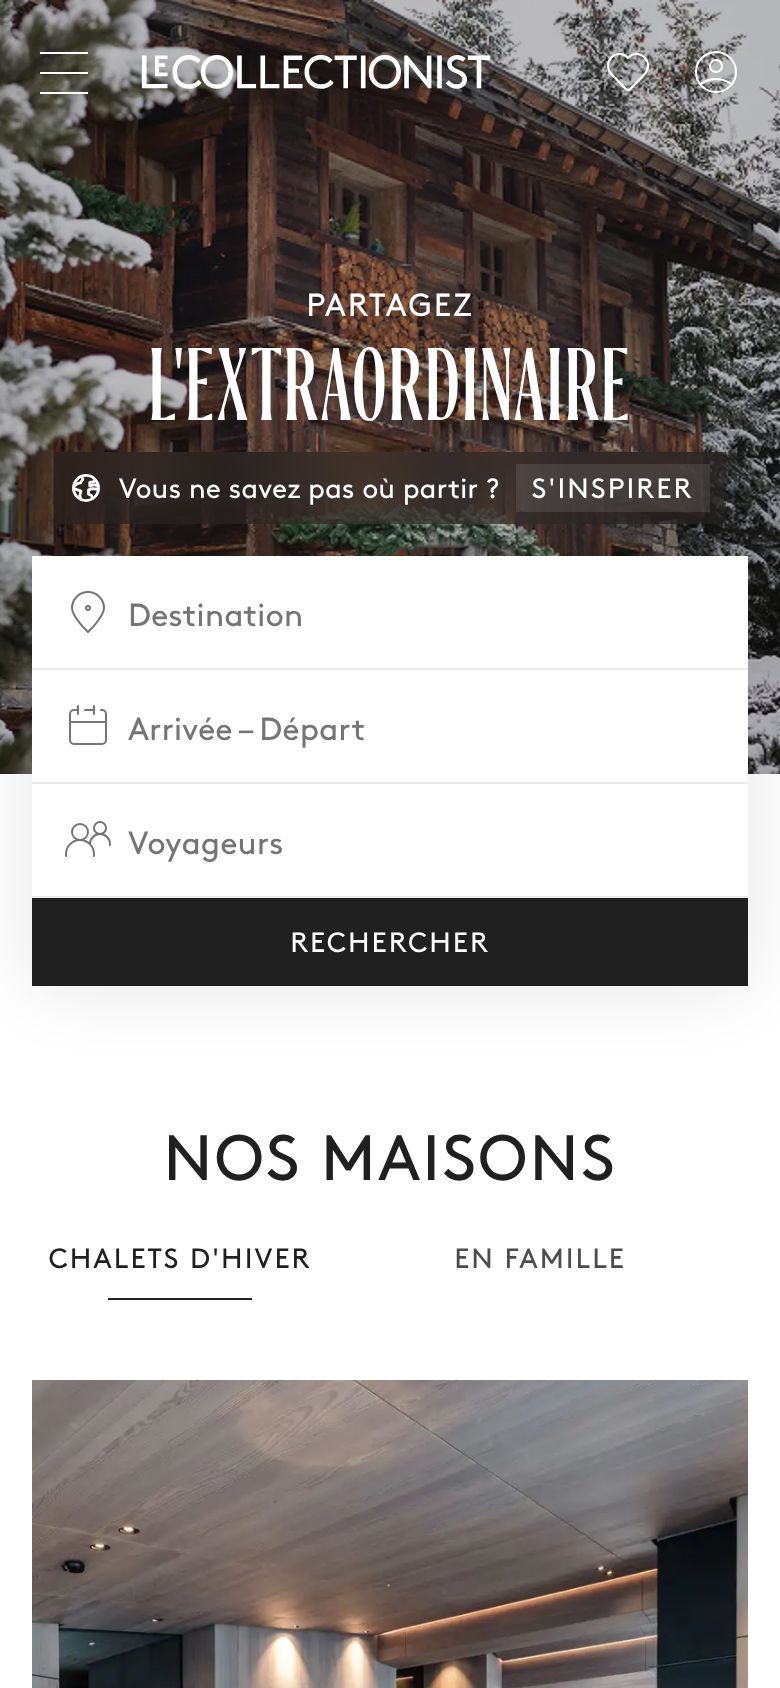 LE COLLECTIONIST
PARTAGEZ
L'EXTRAORDINAIRE
Vous ne savez pas où partir ? S'INSPIRER
Destination
Arrivée – Départ
Voyageurs
RECHERCHER
NOS MAISONS
CHALETS D'HIVER EN FAMILLE